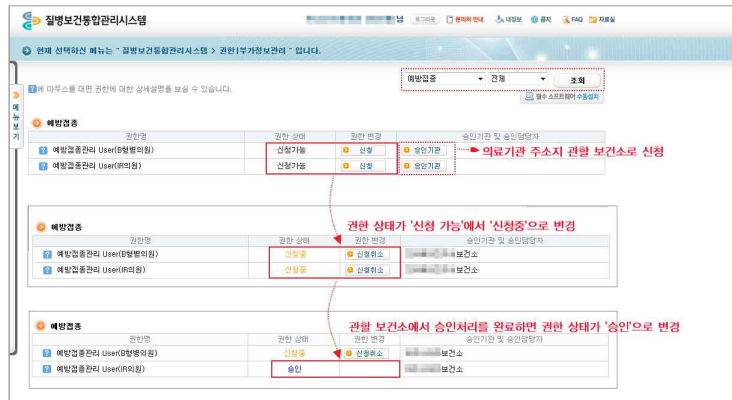 질병보건통합관리시스템
님 로그아웃 문의처 안내 내정보 공지 FAQ 자료실
현재 선택하신 메뉴는 " 질병보건통합관리시스템 > 권한|부가정보관리 " 입니다.
예방접종 전체 조회
?에 마우스를 대면 권한에 대한 상세설명를 보실 수 있습니다.
필수 소프트웨어 수동설치
메뉴보기
예방접종
권한명 권한 상태 권한 변경 승인기관 및 승인담당자
? 예방접종관리 User(B형병의원) 신청가능 신청 승인기관
의료기관 주소지 관할 보건소로 신청
? 예방접종관리 User(IR의원) 신청가능 신청 승인기관
예방접종
권한 상태가 '신청 가능'에서 '신청중'으로 변경
권한명 권한 상태 권한 변경 승인기관 및 승인담당자
? 예방접종관리 User(B형병의원) 신청중 신청취소 보건소
? 예방접종관리 User(IR의원) 신청중 신청취소 보건소
예방접종
관할 보건소에서 승인처리를 완료하면 권한 상태가 '승인'으로 변경
권한명 권한 상태 권한 변경 승인기관 및 승인담당자
? 예방접종관리 User(B형병의원) 신청중 신청취소 보건소
? 예방접종관리 User(IR의원) 승인 보건소